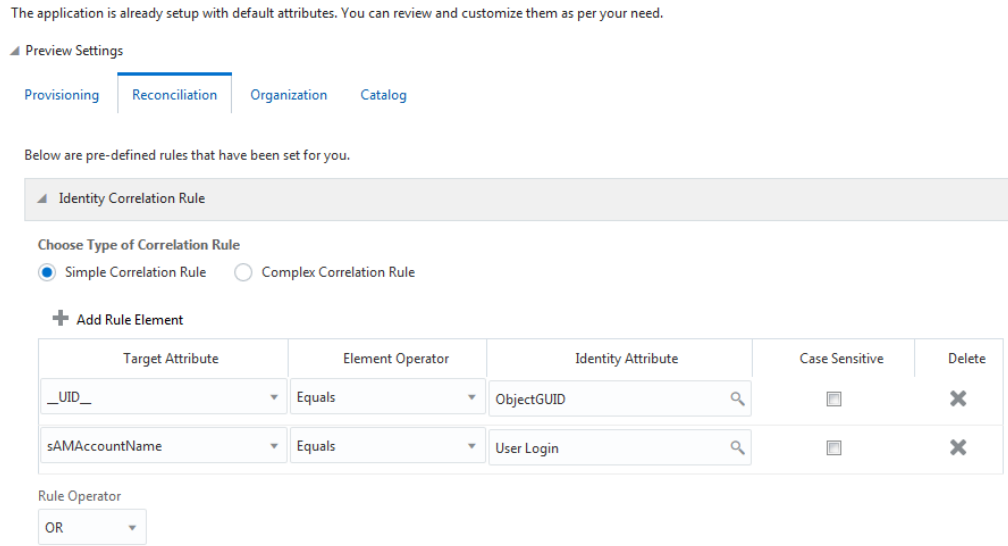 The application is already setup with default attributes. You can review and customize them as per your need.
Preview Settings
Provisioning Reconciliation Organization Catalog
Below are pre-defined rules that have been set for you.
Identity Correlation Rule
Choose Type of Correlation Rule
Simple Correlation Rule Complex Correlation Rule
Add Rule Element
Target Attribute Element Operator Identity Attribute Case Sensitive Delete
__UID__ Equals ObjectGUID
sAMAccountName Equals User Login
Rule Operator
OR